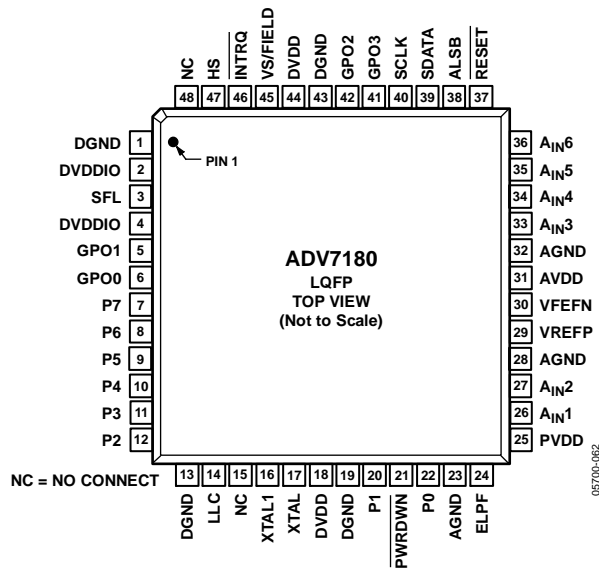 NC
HS
INTRQ
VS/FIELD
DVDD
DGND
GPO2
GPO3
SCLK
SDATA
ALSB
RESET
48 47 46 45 44 43 42 41 40 39 38 37
DGND 1
DVDDIO 2
SFL 3
DVDDIO 4
GPO1 5
GPO0 6
P7 7
P6 8
P5 9
P4 10
P3 11
P2 12
PIN 1
ADV7180
LQFP
TOP VIEW
(Not to Scale)
36 AIN6
35 AIN5
34 AIN4
33 AIN3
32 AGND
31 AVDD
30 VFEFN
29 VREFP
28 AGND
27 AIN2
26 AIN1
25 PVDD
NC = NO CONNECT
13 14 15 16 17 18 19 20 21 22 23 24
DGND
LLC
NC
XTAL1
XTAL
DVDD
DGND
P1
PWRDWN
P0
AGND
ELPF
05700-062